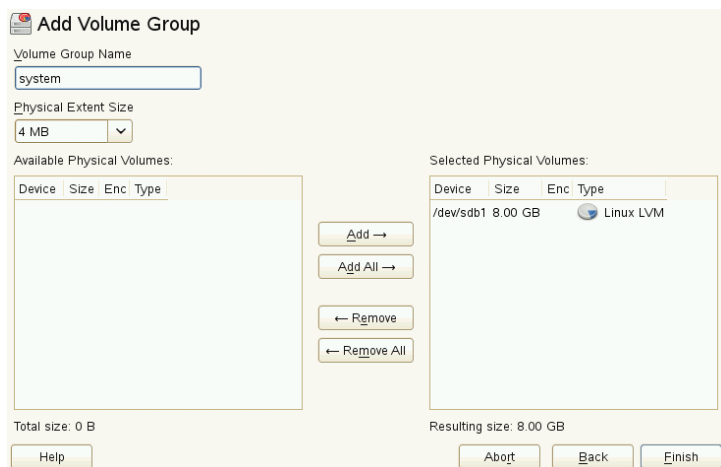 Add Volume Group
Volume Group Name
system
Physical Extent Size
4 MB
Available Physical Volumes:
Device Size Enc Type
Selected Physical Volumes:
Device Size Enc Type
/dev/sdb1 8.00 GB Linux LVM
Add →
Add All →
← Remove
← Remove All
Total size: 0 B
Resulting size: 8.00 GB
Help
Abort
Back
Finish